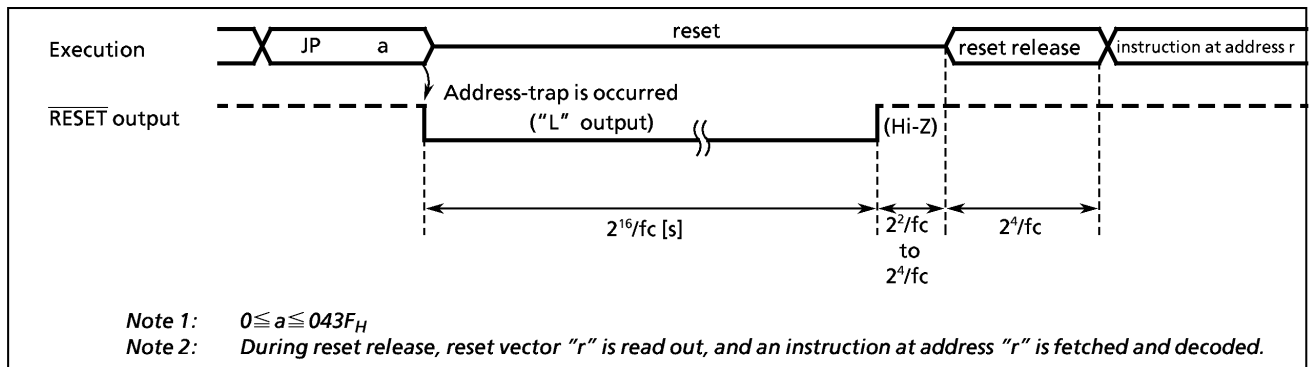 Execution JP a reset reset release instruction at address r
Address-trap is occurred
RESET output ("L" output) (Hi-Z)
2¹⁶/fc [s] 2²/fc 2⁴/fc
to
2⁴/fc
Note 1: 0≦a≦043F_H
Note 2: During reset release, reset vector "r" is read out, and an instruction at address "r" is fetched and decoded.